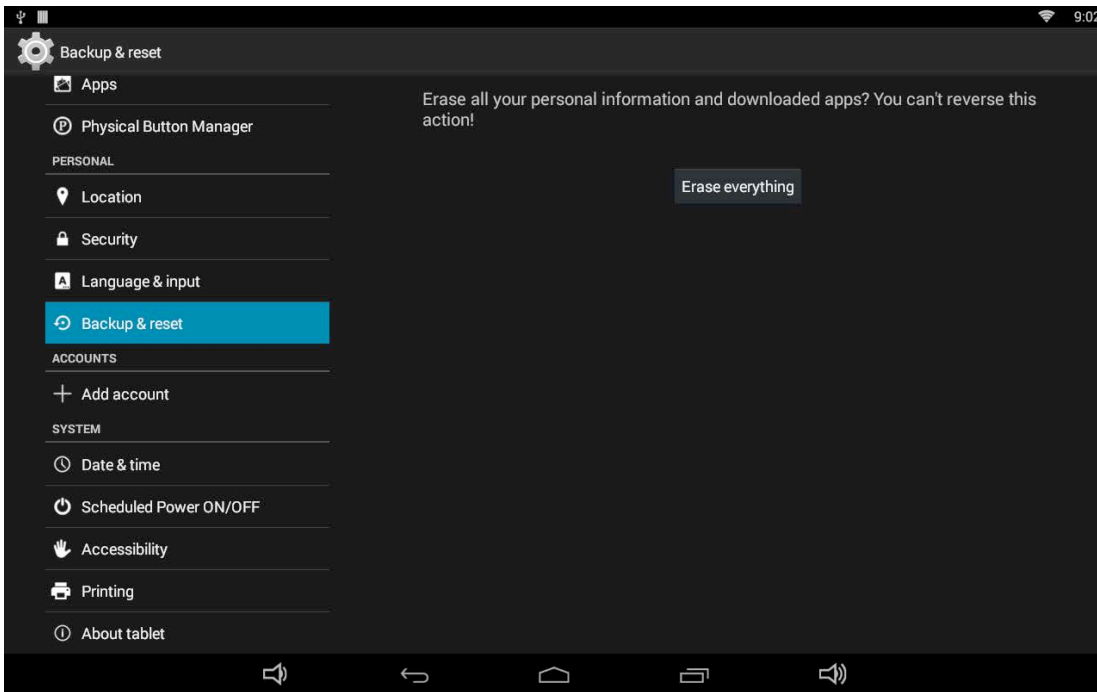 9:02
Backup & reset
Apps
Physical Button Manager
PERSONAL
Location
Security
Language & input
Backup & reset
ACCOUNTS
Add account
SYSTEM
Date & time
Scheduled Power ON/OFF
Accessibility
Printing
About tablet
Erase all your personal information and downloaded apps? You can't reverse this
action!
Erase everything